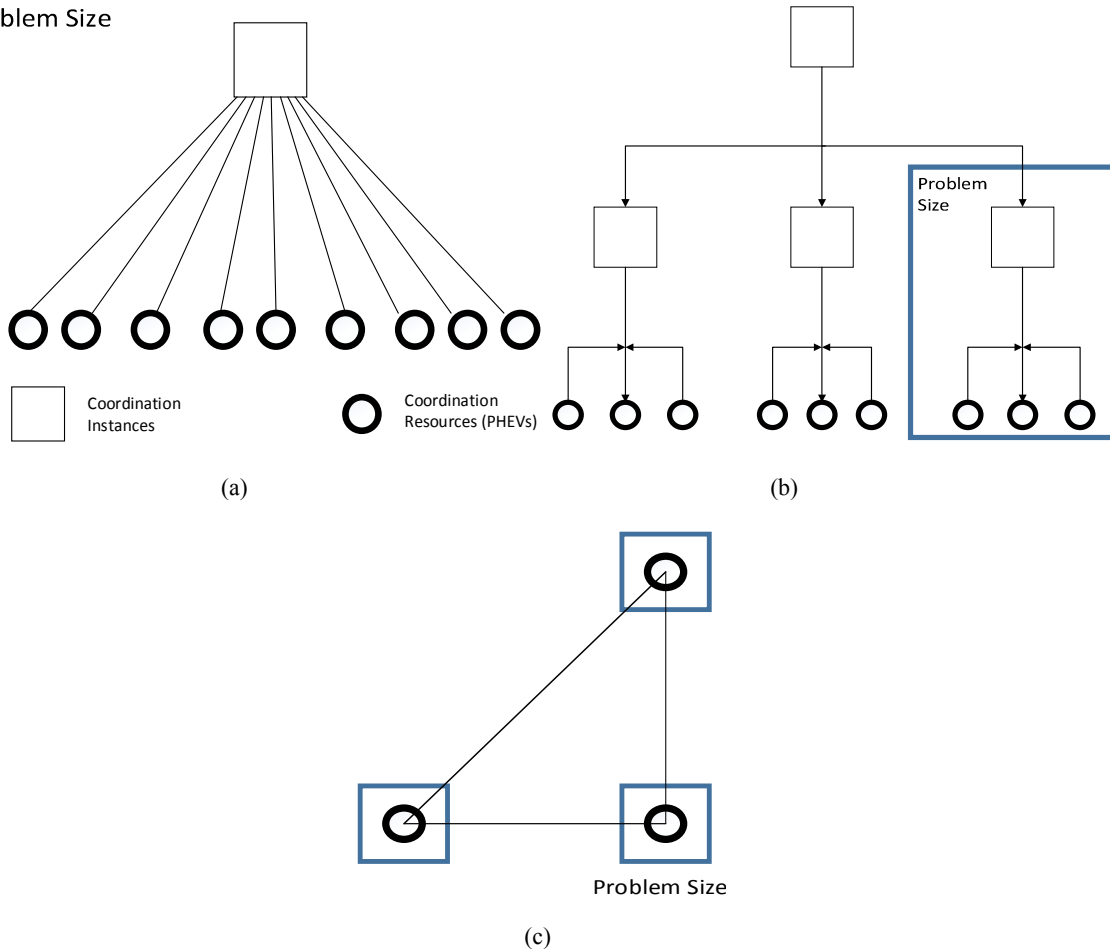 blem Size
Problem
Size
Coordination
Instances
Coordination
Resources (PHEVs)
(a)
(b)
Problem Size
(c)